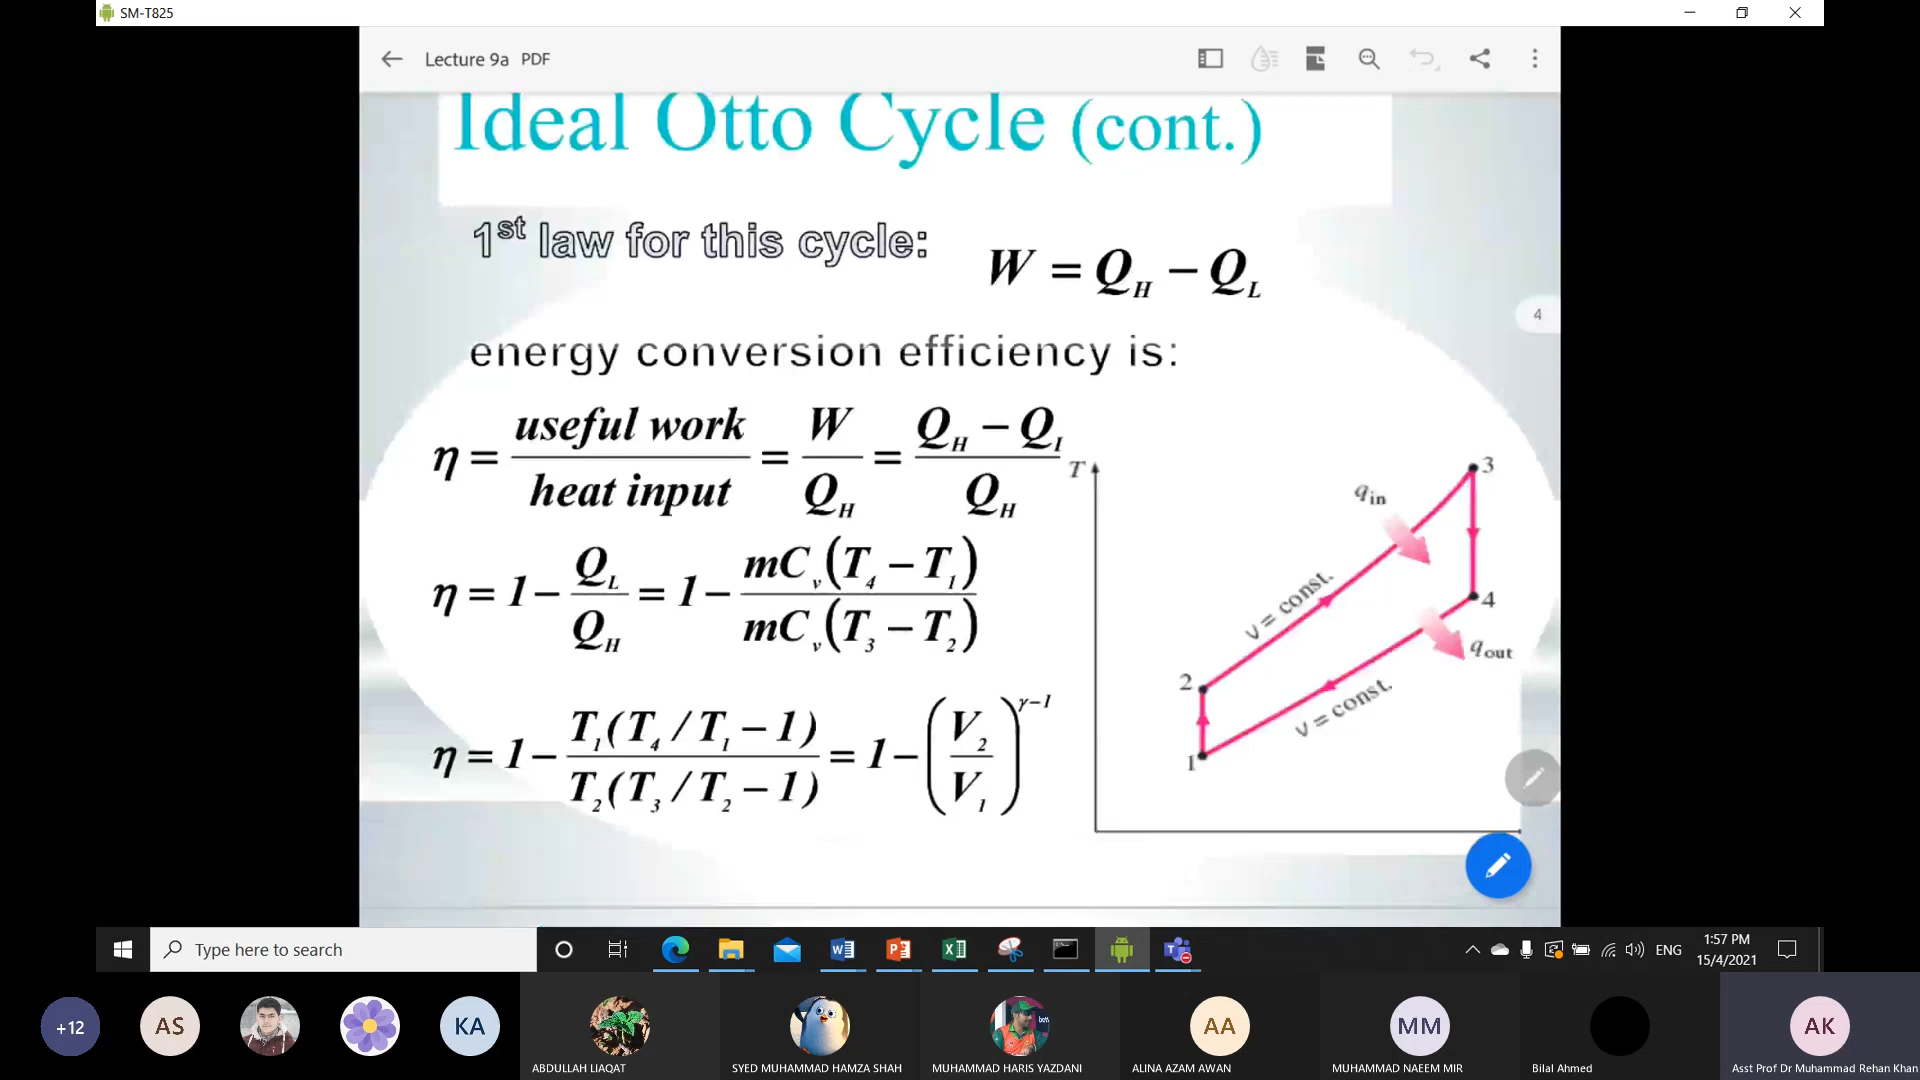 SM-T825
Lecture 9a PDF
Ideal Otto Cycle (cont.)
1st law for this cycle:
W = Q_H − Q_L
4
energy conversion efficiency is:
η = useful work / heat input = W / Q_H = Q_H − Q_I / Q_H
η = 1 − Q_L / Q_H = 1 − mC_v(T_4 − T_1) / mC_v(T_3 − T_2)
η = 1 − T_1(T_4 / T_1 − 1) / T_2(T_3 / T_2 − 1) = 1 − (V_2 / V_1)^γ−1
T
3
q_in
v = const.
4
q_out
2
v = const.
1
Type here to search
ENG
1:57 PM
15/4/2021
+12
AS
KA
AA
MM
AK
ABDULLAH LIAQAT
SYED MUHAMMAD HAMZA SHAH
MUHAMMAD HARIS YAZDANI
ALINA AZAM AWAN
MUHAMMAD NAEEM MIR
Bilal Ahmed
Asst Prof Dr Muhammad Rehan Khan